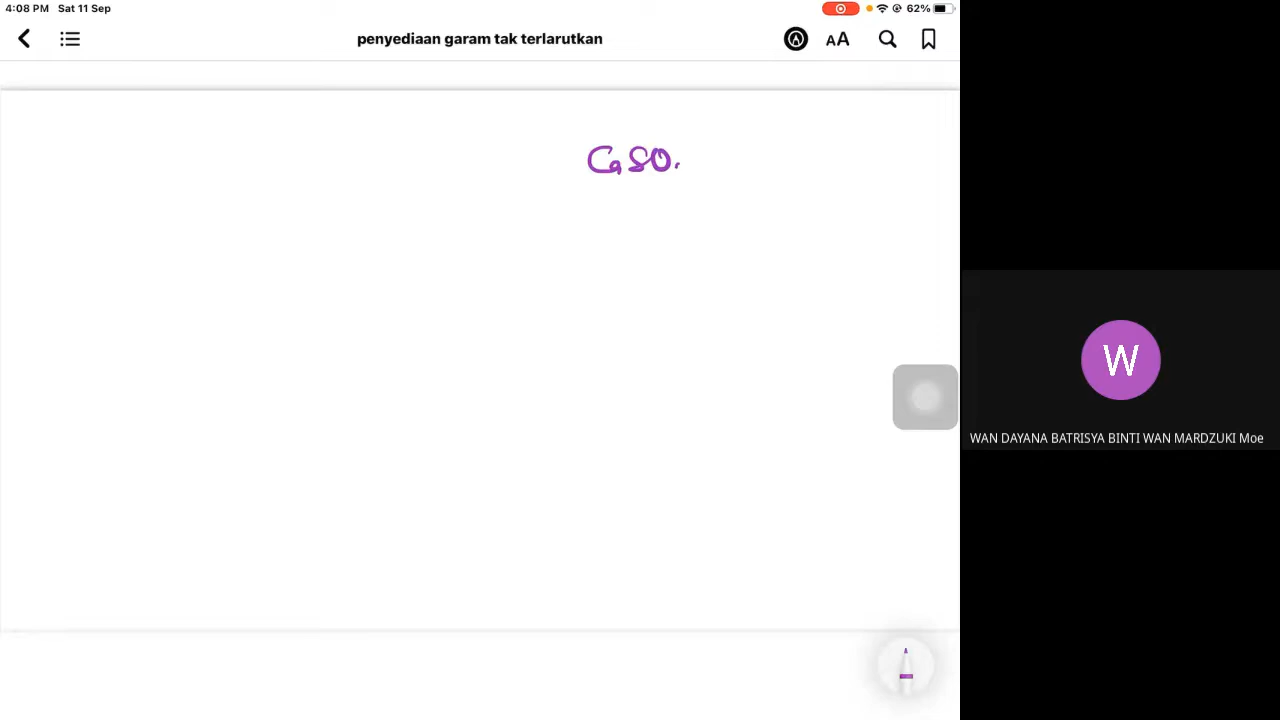 4:08 PM Sat 11 Sep
62%
penyediaan garam tak terlarutkan
AA
CaSO.
W
WAN DAYANA BATRISYA BINTI WAN MARDZUKI Moe